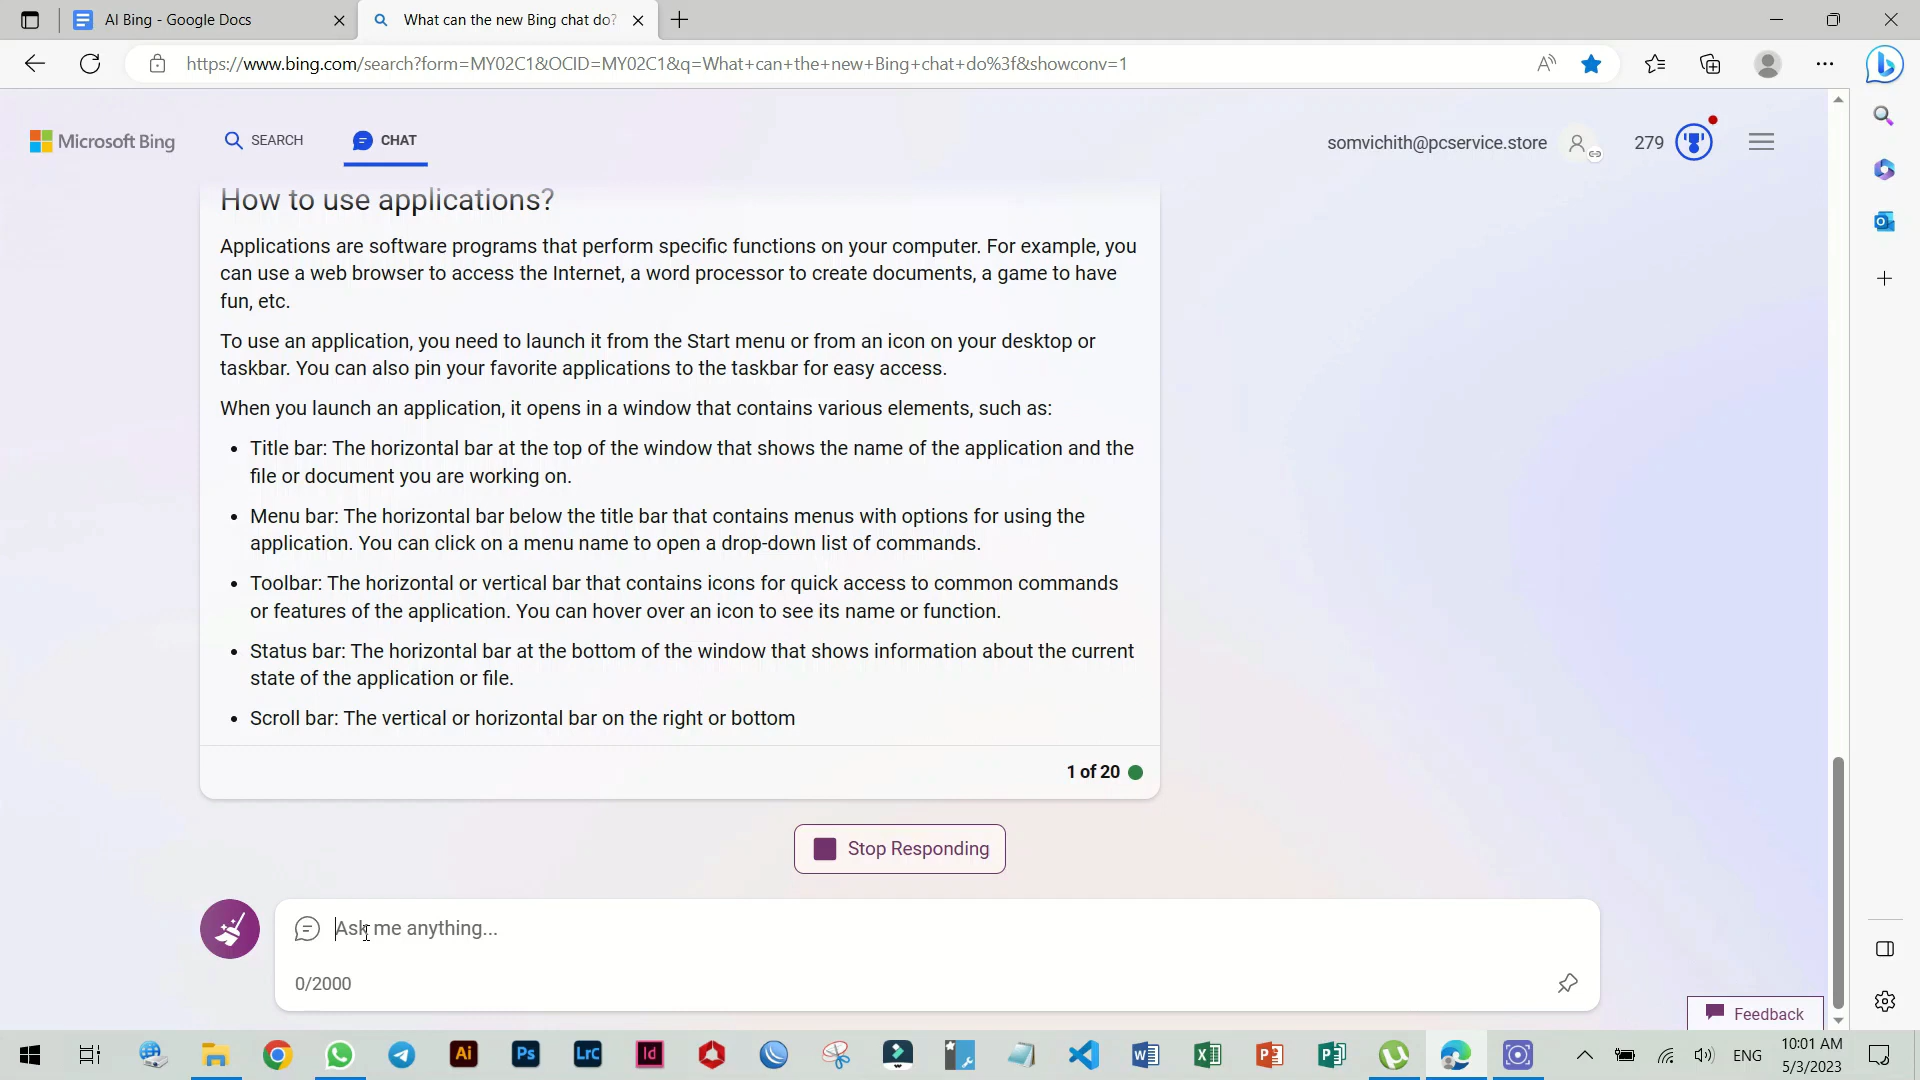 AI Bing - Google Docs
What can the new Bing chat do?
https://www.bing.com/search?form=MY02C1&OCID=MY02C1&q=What+can+the+new+Bing+chat+do%3f&showconv=1
Microsoft Bing
SEARCH
CHAT
somvichith@pcservice.store
279
How to use applications?
Applications are software programs that perform specific functions on your computer. For example, you
can use a web browser to access the Internet, a word processor to create documents, a game to have
fun, etc.
To use an application, you need to launch it from the Start menu or from an icon on your desktop or
taskbar. You can also pin your favorite applications to the taskbar for easy access.
When you launch an application, it opens in a window that contains various elements, such as:
• Title bar: The horizontal bar at the top of the window that shows the name of the application and the
file or document you are working on.
• Menu bar: The horizontal bar below the title bar that contains menus with options for using the
application. You can click on a menu name to open a drop-down list of commands.
• Toolbar: The horizontal or vertical bar that contains icons for quick access to common commands
or features of the application. You can hover over an icon to see its name or function.
• Status bar: The horizontal bar at the bottom of the window that shows information about the current
state of the application or file.
• Scroll bar: The vertical or horizontal bar on the right or bottom
1 of 20
Stop Responding
Ask me anything...
0/2000
Feedback
Ai
Ps
LrC
Id
ENG
10:01 AM
5/3/2023